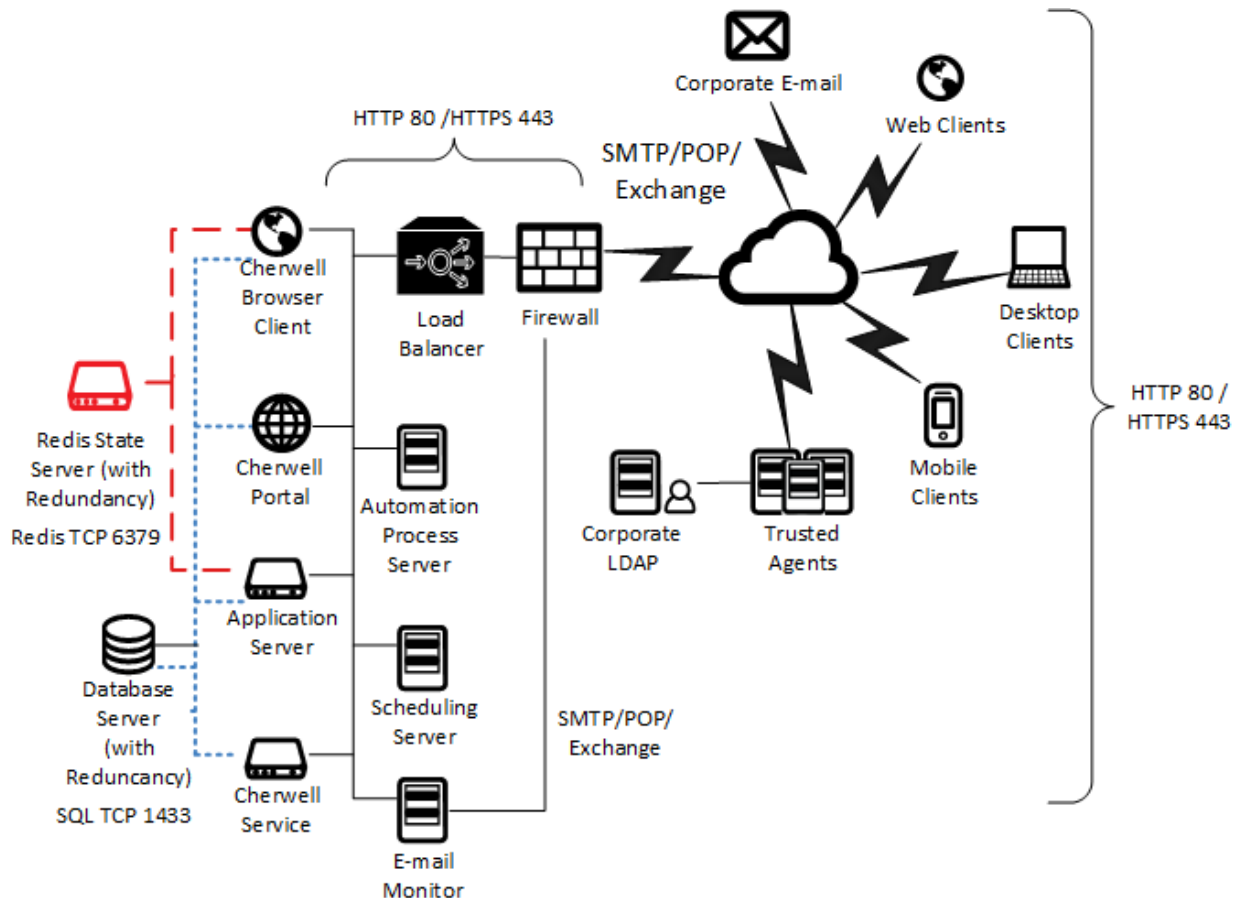 Corporate E-mail
Web Clients
HTTP 80 /HTTPS 443
SMTP/POP/
Exchange
Cherwell
Browser
Client
Load
Balancer
Firewall
Desktop
Clients
HTTP 80 /
HTTPS 443
Redis State
Server (with
Redundancy)
Redis TCP 6379
Cherwell
Portal
Automation
Process
Server
Corporate
LDAP
Trusted
Agents
Mobile
Clients
Application
Server
Database
Server
(with
Reduncancy)
SQL TCP 1433
Scheduling
Server
SMTP/POP/
Exchange
Cherwell
Service
E-mail
Monitor